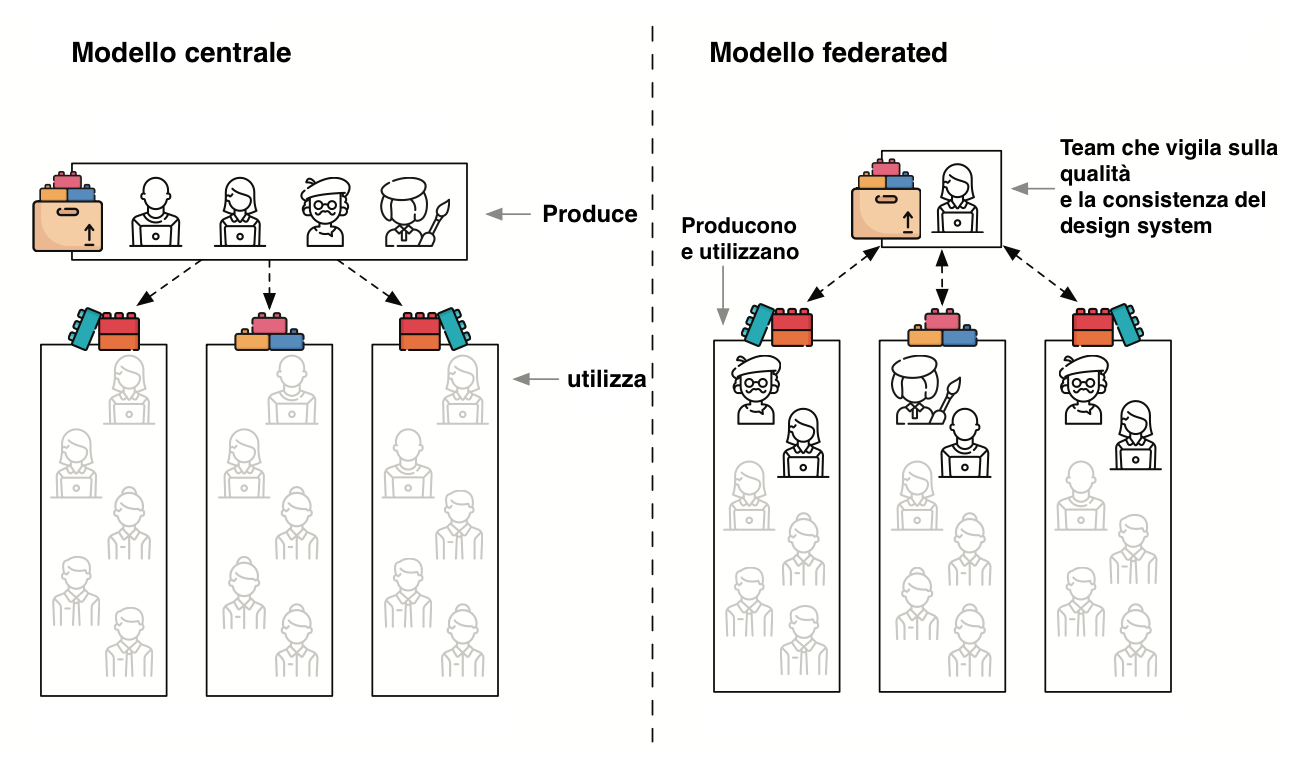 Modello centrale
Produce
utilizza
Modello federated
Team che vigila sulla
qualità
e la consistenza del
design system
Producono
e utilizzano